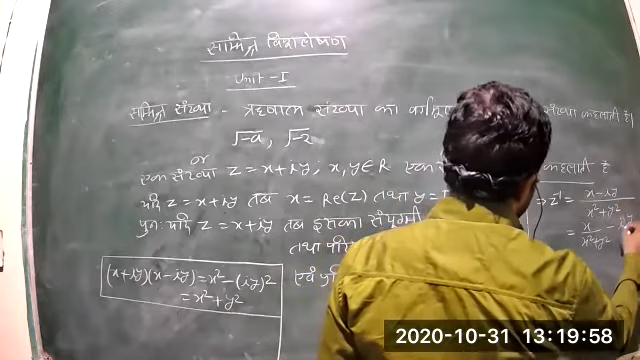 सम्मिश्र विश्लेषण
Unit-I
सम्मिश्र संख्या - ऋणात्मक संख्या का संख्या कहलाती है।
√-a, √-2
or
एक संख्या z = x+iy; x,y∈R एक कहलाती है
यदि z = x+iy तब x = Re(z) तथा y =
पुनः यदि z = x+iy तब इसका संयुग्मी
तथा
एवं
(x+iy)(x-iy) = x² - (iy)²
= x² + y²
⇒ z⁻¹ = x-iy / x²+y²
= x / x²+y² - iy
2020-10-31 13:19:58